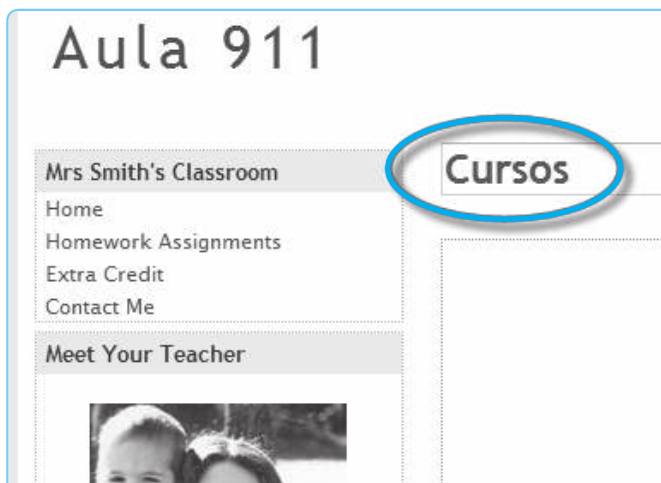 Aula 911
Mrs Smith's Classroom
Home
Homework Assignments
Extra Credit
Contact Me
Meet Your Teacher
Cursos